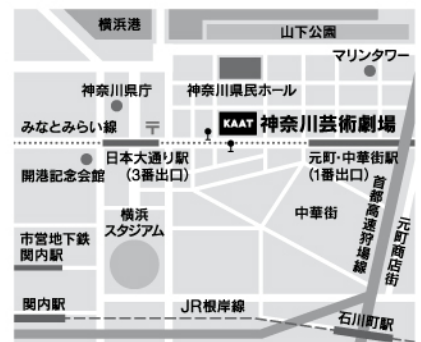 横浜港
山下公園
マリンタワー
神奈川県庁
神奈川県民ホール
みなとみらい線
〒
KAAT 神奈川芸術劇場
開港記念会館
日本大通り駅
(3番出口)
元町・中華街駅
(1番出口)
横浜
スタジアム
中華街
首都高速狩場線
元町商店街
市営地下鉄
関内駅
関内駅
JR根岸線
石川町駅